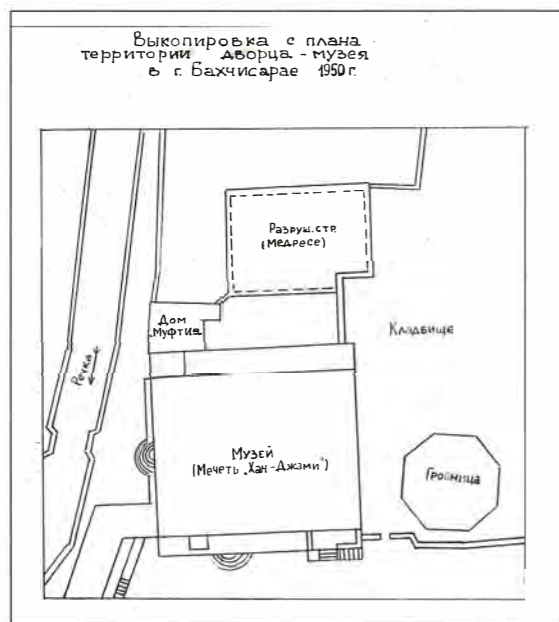 Выкопировка с плана
территории дворца - музея
в г. Бахчисарае 1950 г.
Разруш. стр.
(медресе)
Дом
Муфтия
Кладбище
Речка
Музей
(Мечеть „Хан-Джами")
Гробница